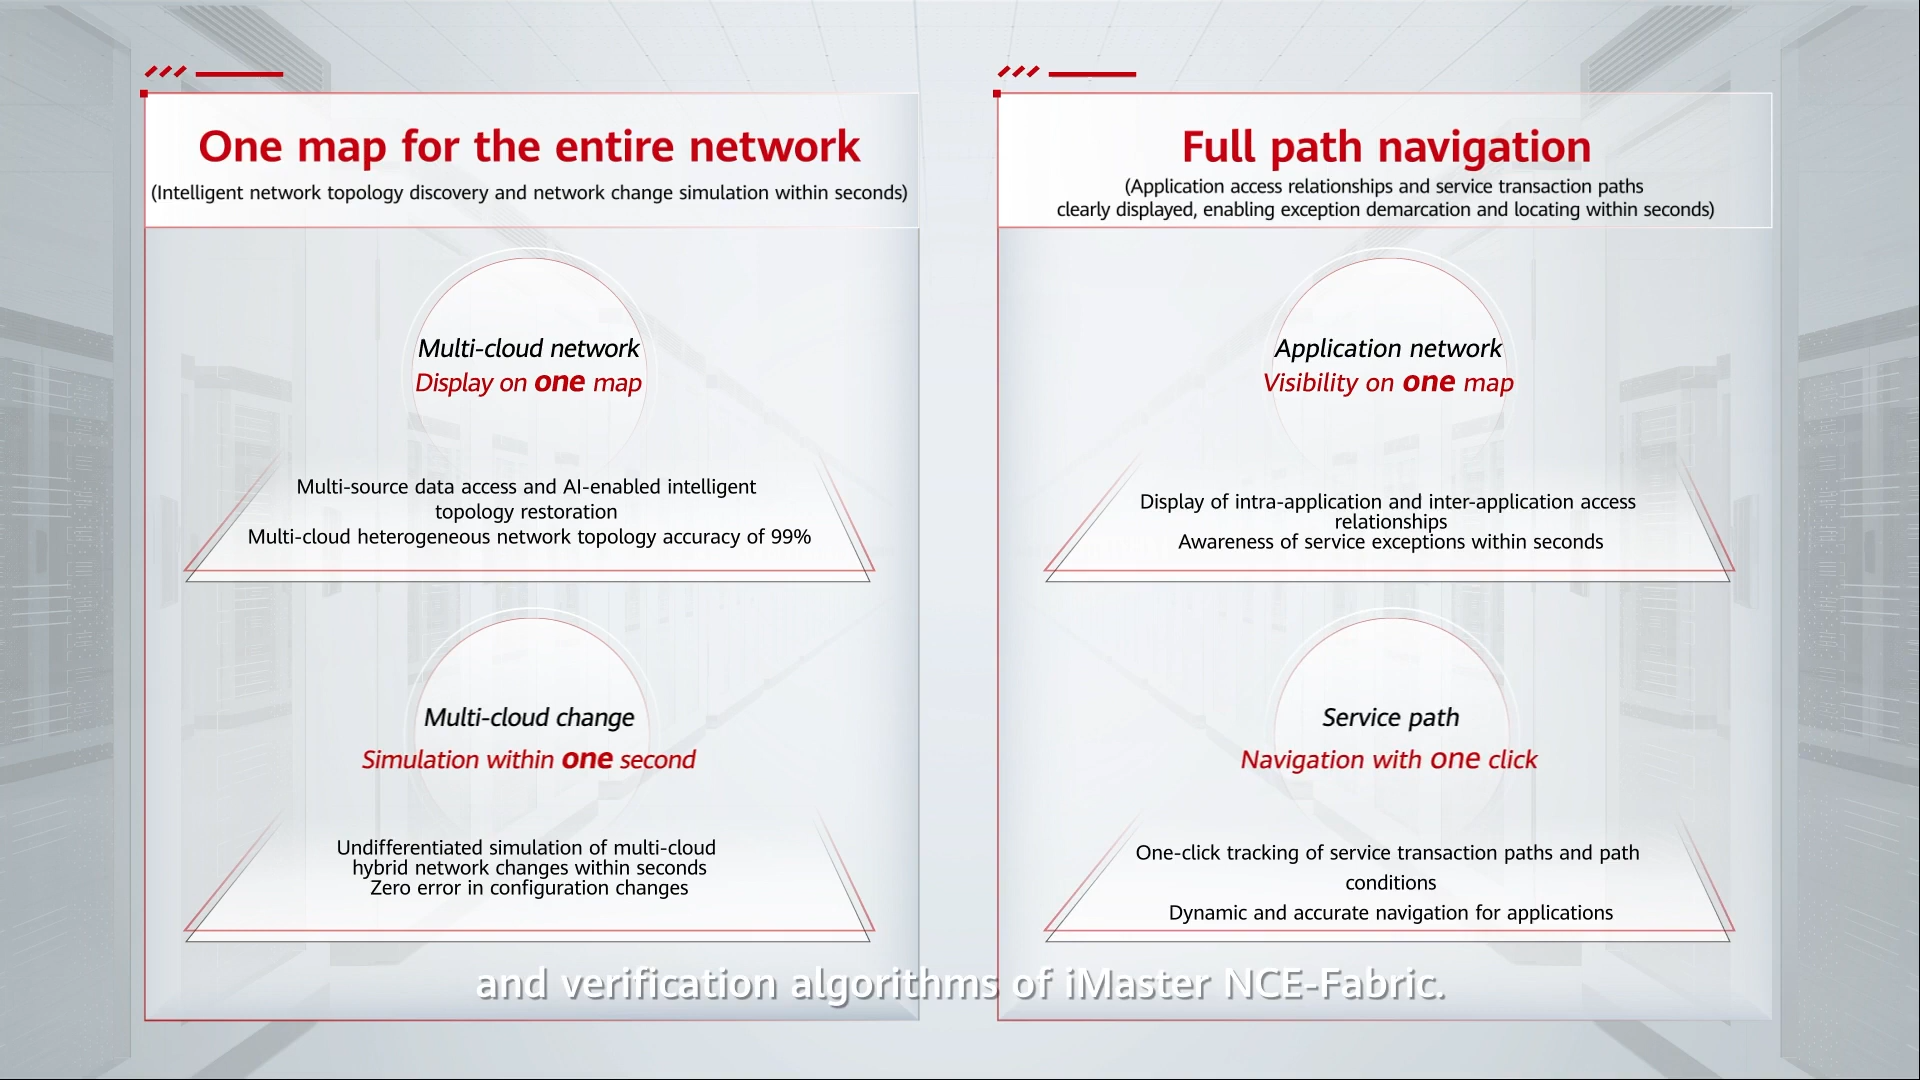 One map for the entire network
(Intelligent network topology discovery and network change simulation within seconds)
Multi-cloud network
Display on one map
Multi-source data access and AI-enabled intelligent
topology restoration
Multi-cloud heterogeneous network topology accuracy of 99%
Multi-cloud change
Simulation within one second
Undifferentiated simulation of multi-cloud
hybrid network changes within seconds
Zero error in configuration changes
Full path navigation
(Application access relationships and service transaction paths
clearly displayed, enabling exception demarcation and locating within seconds)
Application network
Visibility on one map
Display of intra-application and inter-application access
relationships
Awareness of service exceptions within seconds
Service path
Navigation with one click
One-click tracking of service transaction paths and path
conditions
Dynamic and accurate navigation for applications
and verification algorithms of iMaster NCE-Fabric.